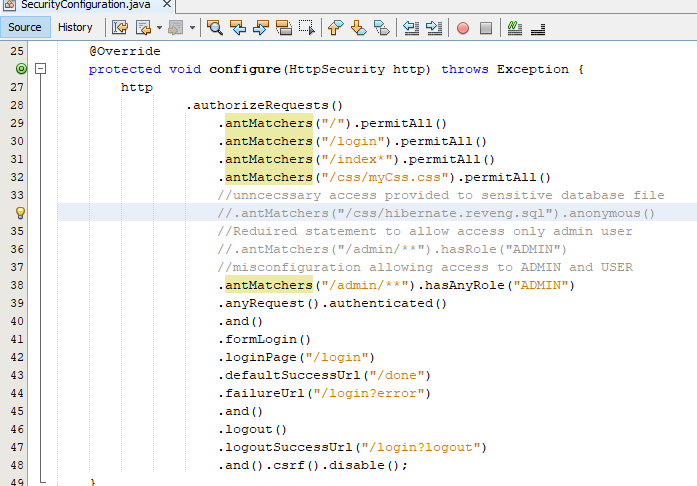 SecurityConfiguration.java
Source History
25 @Override
protected void configure(HttpSecurity http) throws Exception {
27 http
28 .authorizeRequests()
29 .antMatchers("/").permitAll()
30 .antMatchers("/login").permitAll()
31 .antMatchers("/index*").permitAll()
32 .antMatchers("/css/myCss.css").permitAll()
33 //unncecssary access provided to sensitive database file
//.antMatchers("/css/hibernate.reveng.sql").anonymous()
35 //Reduired statement to allow access only admin user
36 //.antMatchers("/admin/**").hasRole("ADMIN")
37 //misconfiguration allowing access to ADMIN and USER
38 .antMatchers("/admin/**").hasAnyRole("ADMIN")
39 .anyRequest().authenticated()
40 .and()
41 .formLogin()
42 .loginPage("/login")
43 .defaultSuccessUrl("/done")
44 .failureUrl("/login?error")
45 .and()
46 .logout()
47 .logoutSuccessUrl("/login?logout")
48 .and().csrf().disable();
49 }